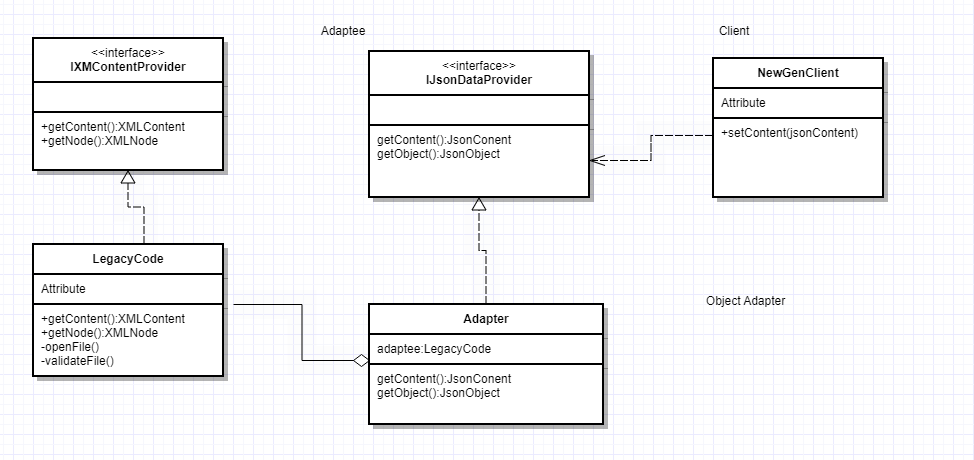 Adaptee
Client
<<interface>>
IXMContentProvider
+getContent():XMLContent
+getNode():XMLNode
<<interface>>
IJsonDataProvider
getContent():JsonConent
getObject():JsonObject
NewGenClient
Attribute
+setContent(jsonContent)
LegacyCode
Attribute
+getContent():XMLContent
+getNode():XMLNode
-openFile()
-validateFile()
Adapter
adaptee:LegacyCode
getContent():JsonConent
getObject():JsonObject
Object Adapter